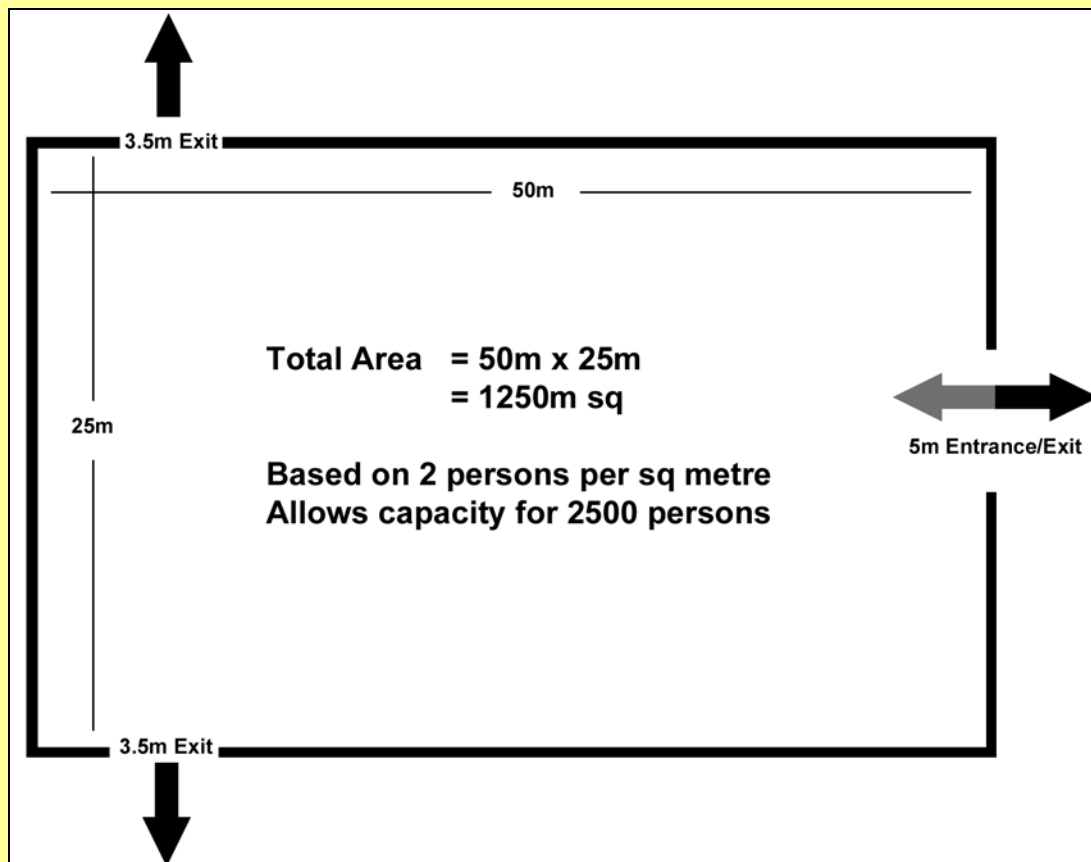 3.5m Exit
50m
Total Area = 50m x 25m
= 1250m sq
25m
5m Entrance/Exit
Based on 2 persons per sq metre
Allows capacity for 2500 persons
3.5m Exit